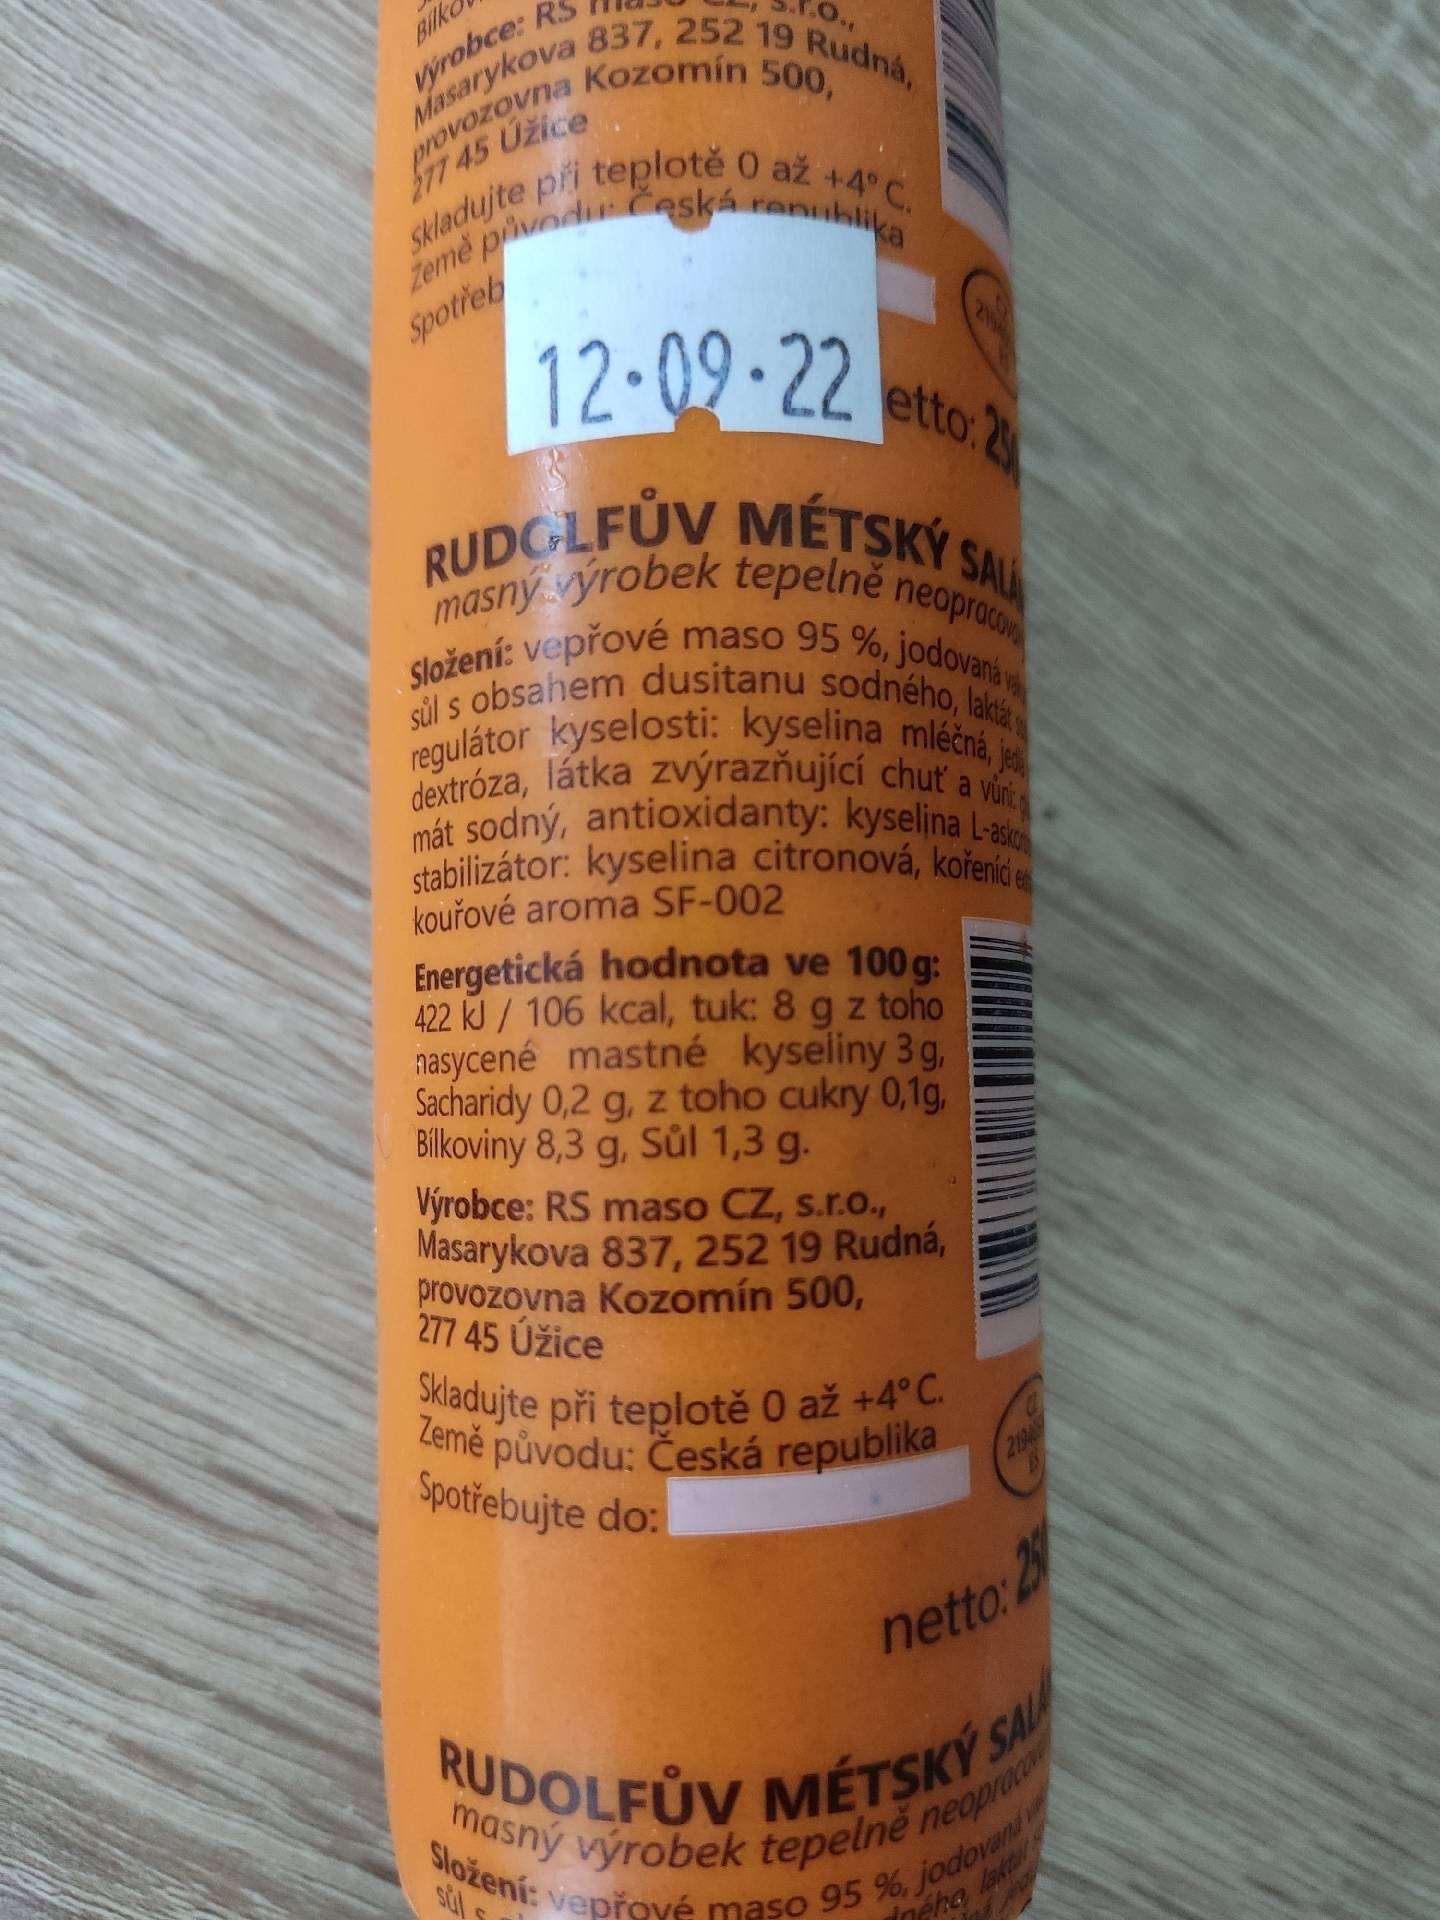 Výrobce: RS maso CZ, s.r.o.,
Masarykova 837, 252 19 Rudná,
provozovna Kozomín 500,
277 45 Úžice
Skladujte při teplotě 0 až +4° C.
Země původu: Česká republika
12·09·22
RUDOLFŮV MÉTSKÝ
masný výrobek tepelně
Složení: vepřové maso 95 %, jodovaná
sůl s obsahem dusitanu sodného, laktát
regulátor kyselosti: kyselina mléčná,
dextróza, látka zvýrazňující chuť a vůni:
mát sodný, antioxidanty: kyselina
stabilizátor: kyselina citronová, kořenící
kouřové aroma SF-002
Energetická hodnota ve 100 g:
422 kJ / 106 kcal, tuk: 8 g z toho
nasycené mastné kyseliny 3 g,
Sacharidy 0,2 g, z toho cukry 0,1g,
Bílkoviny 8,3 g, Sůl 1,3 g.
Výrobce: RS maso CZ, s.r.o.,
Masarykova 837, 252 19 Rudná,
provozovna Kozomín 500,
277 45 Úžice
Skladujte při teplotě 0 až +4° C.
Země původu: Česká republika
Spotřebujte do:
CZ
netto: 250
RUDOLFŮV MÉTSKÝ
masný výrobek tepelně
Složení: vepřové maso 95 %, jodovaná
sůl